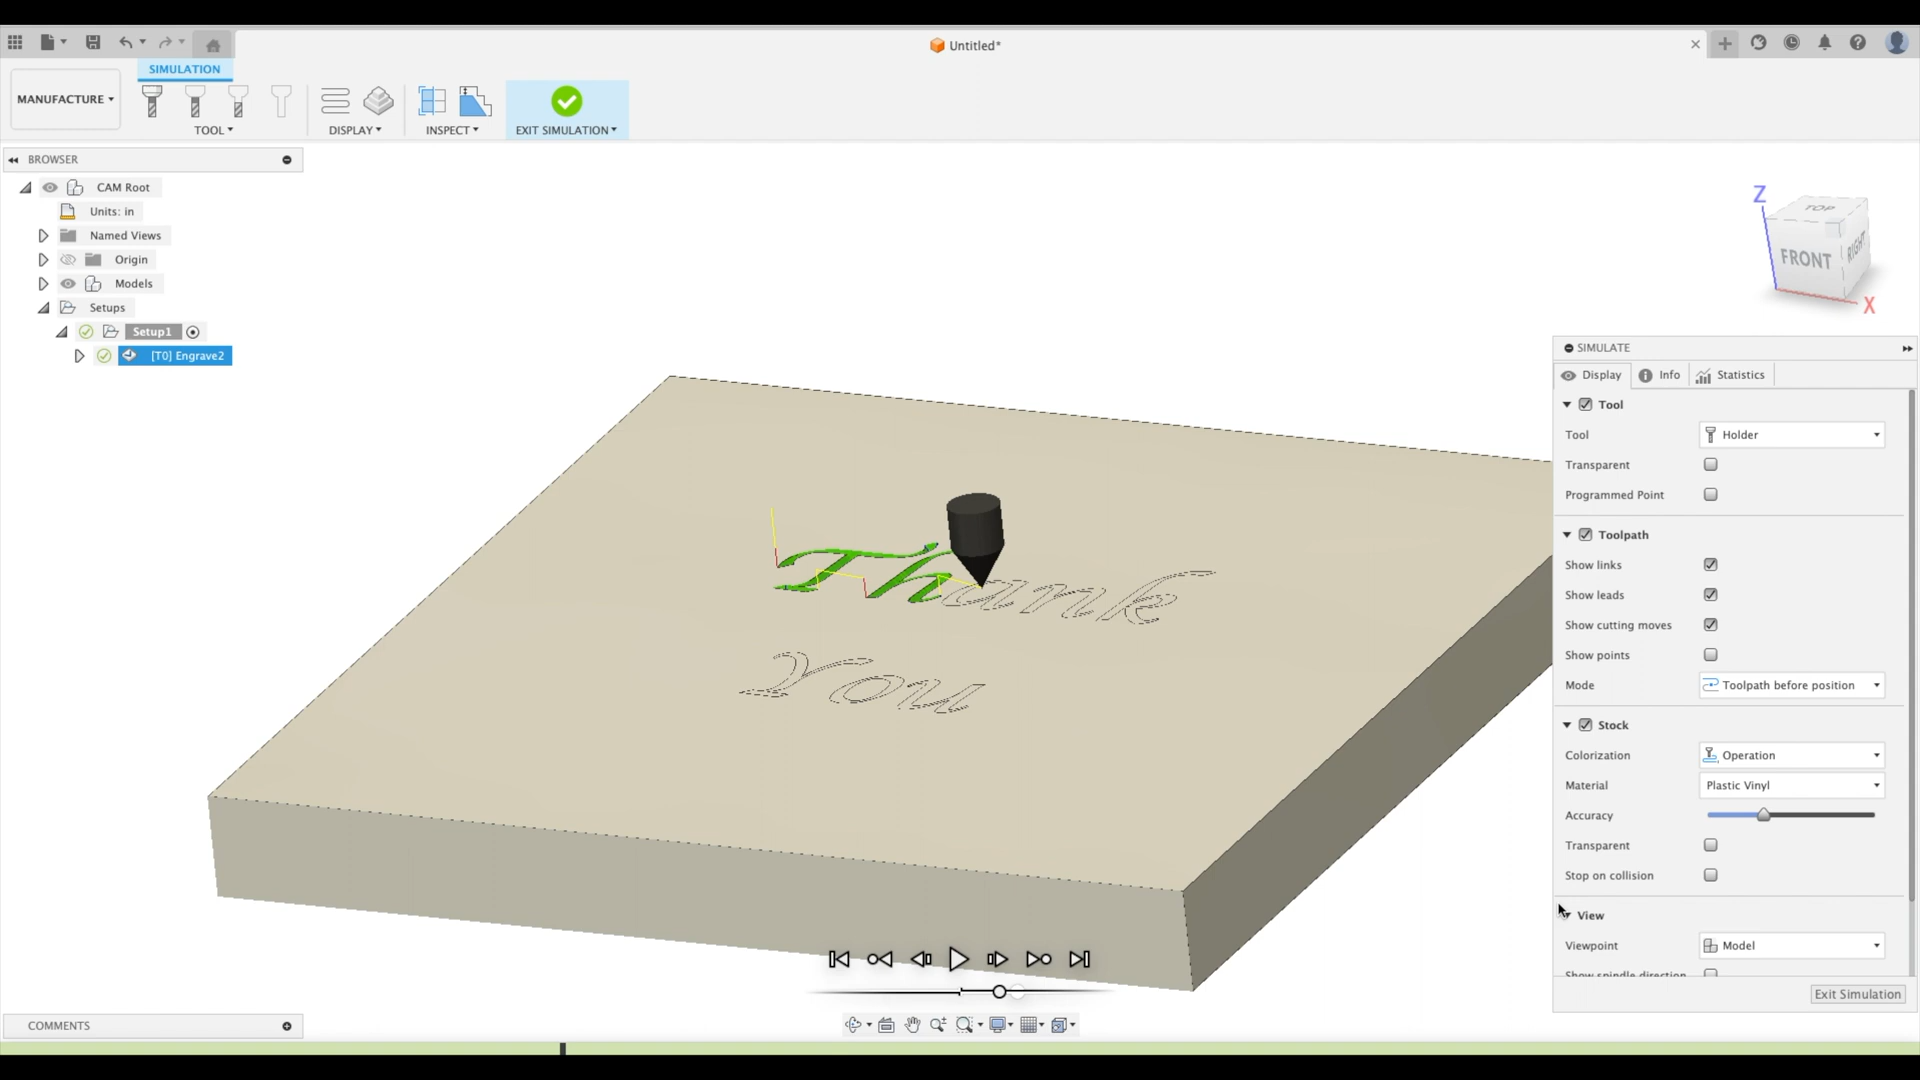 Untitled*
SIMULATION
MANUFACTURE
TOOL
DISPLAY
INSPECT
EXIT SIMULATION
BROWSER
CAM Root
Units: in
Named Views
Origin
Models
Setups
Setup1
[T0] Engrave2
Z
TOP
FRONT
RIGHT
X
Thank
You
SIMULATE
Display
Info
Statistics
Tool
Tool
Holder
Transparent
Programmed Point
Toolpath
Show links
Show leads
Show cutting moves
Show points
Mode
Toolpath before position
Stock
Colorization
Operation
Material
Plastic Vinyl
Accuracy
Transparent
Stop on collision
View
Viewpoint
Model
Show spindle direction
Exit Simulation
COMMENTS